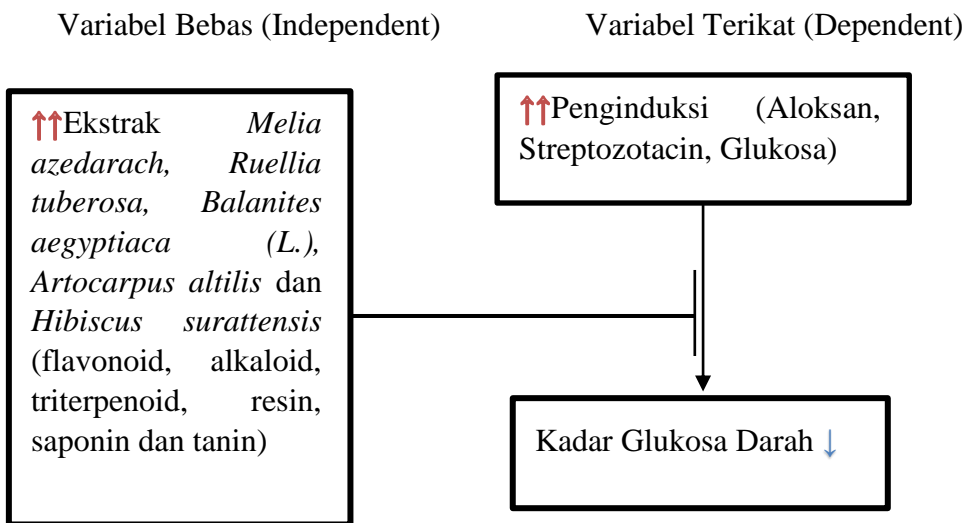 Variabel Bebas (Independent)
Variabel Terikat (Dependent)
↑↑Ekstrak Melia
azedarach, Ruellia
tuberosa, Balanites
aegyptiaca (L.),
Artocarpus altilis dan
Hibiscus surattensis
(flavonoid, alkaloid,
triterpenoid, resin,
saponin dan tanin)
↑↑Penginduksi (Aloksan,
Streptozotacin, Glukosa)
Kadar Glukosa Darah ↓